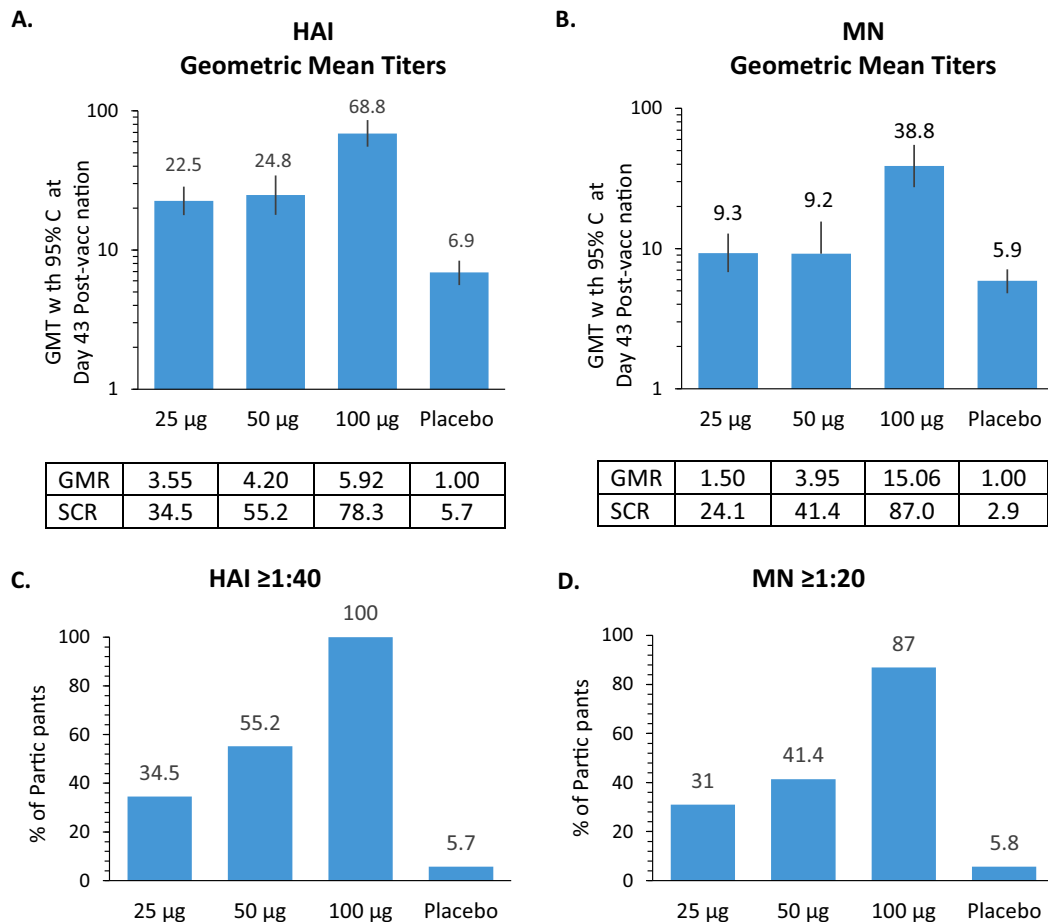 A.
HAI
Geometric Mean Titers
GMT w th 95% C at
Day 43 Post-vacc nation
100
10
1
22.5
24.8
68.8
6.9
25 µg 50 µg 100 µg Placebo
GMR 3.55 4.20 5.92 1.00
SCR 34.5 55.2 78.3 5.7
B.
MN
Geometric Mean Titers
GMT w th 95% C at
Day 43 Post-vacc nation
100
10
1
9.3
9.2
38.8
5.9
25 µg 50 µg 100 µg Placebo
GMR 1.50 3.95 15.06 1.00
SCR 24.1 41.4 87.0 2.9
C.
HAI ≥1:40
% of Partic pants
100
80
60
40
20
0
34.5
55.2
100
5.7
25 µg 50 µg 100 µg Placebo
D.
MN ≥1:20
% of Partic pants
100
80
60
40
20
0
31
41.4
87
5.8
25 µg 50 µg 100 µg Placebo